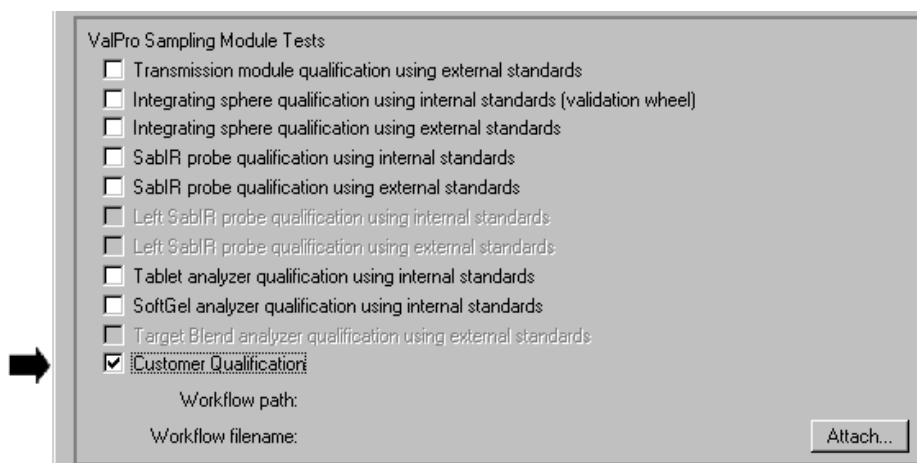 ValPro Sampling Module Tests
Transmission module qualification using external standards
Integrating sphere qualification using internal standards (validation wheel)
Integrating sphere qualification using external standards
SabIR probe qualification using internal standards
SabIR probe qualification using external standards
Left SabIR probe qualification using internal standards
Left SabIR probe qualification using external standards
Tablet analyzer qualification using internal standards
SoftGel analyzer qualification using internal standards
Target Blend analyzer qualification using external standards
Customer Qualification
Workflow path:
Workflow filename:
Attach...